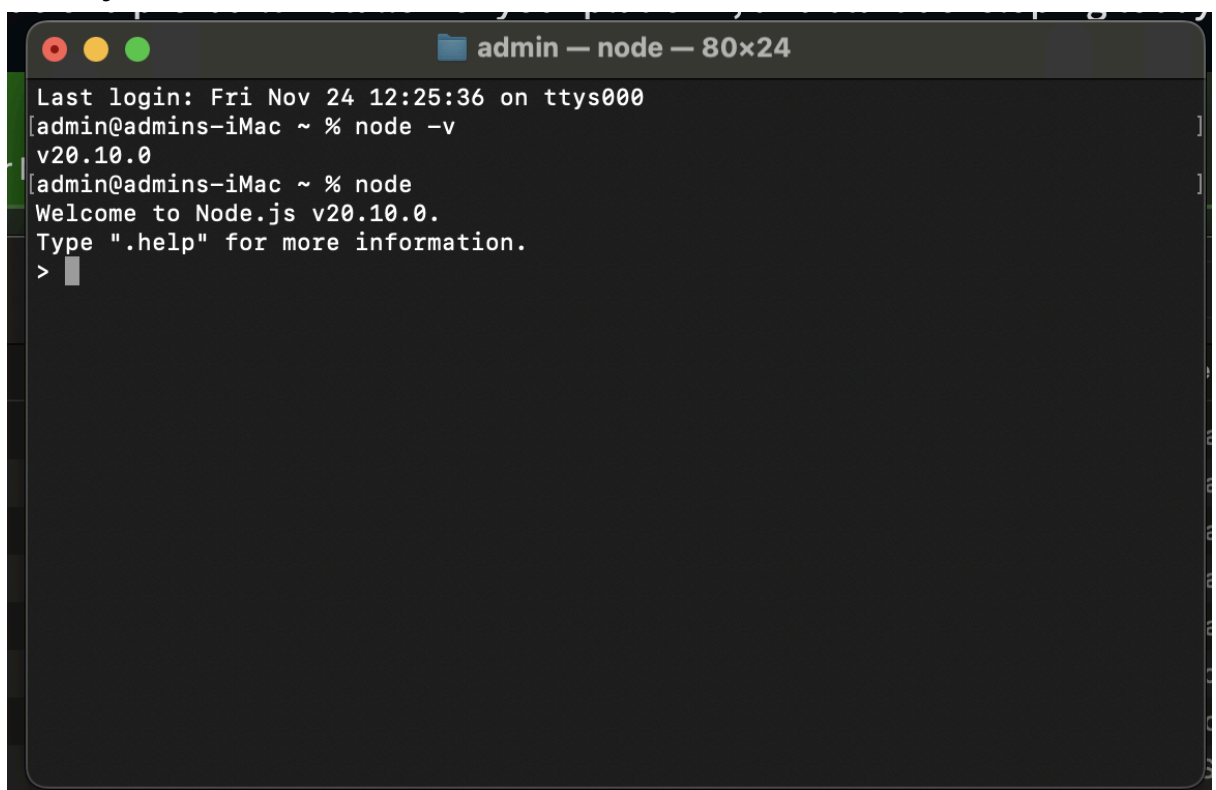 admin — node — 80×24
Last login: Fri Nov 24 12:25:36 on ttys000
[admin@admins-iMac ~ % node -v ]
v20.10.0
[admin@admins-iMac ~ % node ]
Welcome to Node.js v20.10.0.
Type ".help" for more information.
>